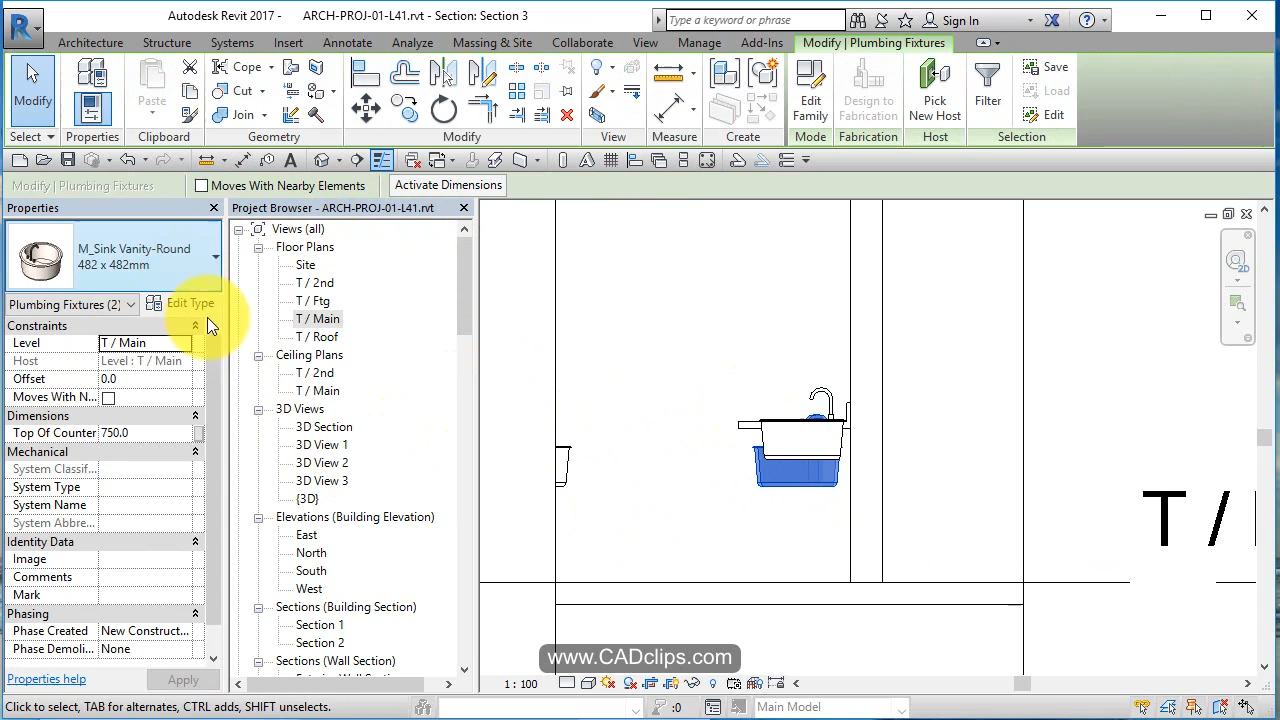 Autodesk Revit 2017 - ARCH-PROJ-01-L41.rvt - Section: Section 3
Type a keyword or phrase
Sign In
Architecture Structure Systems Insert Annotate Analyze Massing & Site Collaborate View Manage Add-Ins Modify | Plumbing Fixtures
Modify
Properties
Paste
Cope
Cut
Join
Edit Family
Design to Fabrication
Pick New Host
Filter
Save
Load
Edit
Select Properties Clipboard Geometry Modify View Measure Create Mode Fabrication Host Selection
Modify | Plumbing Fixtures
Moves With Nearby Elements
Activate Dimensions
Properties
M_Sink Vanity-Round
482 x 482mm
Plumbing Fixtures (2)
Edit Type
Constraints
Level T / Main
Host Level : T / Main
Offset 0.0
Moves With N...
Dimensions
Top Of Counter 750.0
Mechanical
System Classif...
System Type
System Name
System Abbre...
Identity Data
Image
Comments
Mark
Phasing
Phase Created New Construct...
Phase Demoli... None
Properties help
Apply
Project Browser - ARCH-PROJ-01-L41.rvt
Views (all)
Floor Plans
Site
T / 2nd
T / Ftg
T / Main
T / Roof
Ceiling Plans
T / 2nd
T / Main
3D Views
3D Section
3D View 1
3D View 2
3D View 3
{3D}
Elevations (Building Elevation)
East
North
South
West
Sections (Building Section)
Section 1
Section 2
Sections (Wall Section)
2D
T /
www.CADclips.com
1 : 100
Click to select, TAB for alternates, CTRL adds, SHIFT unselects.
:0
Main Model